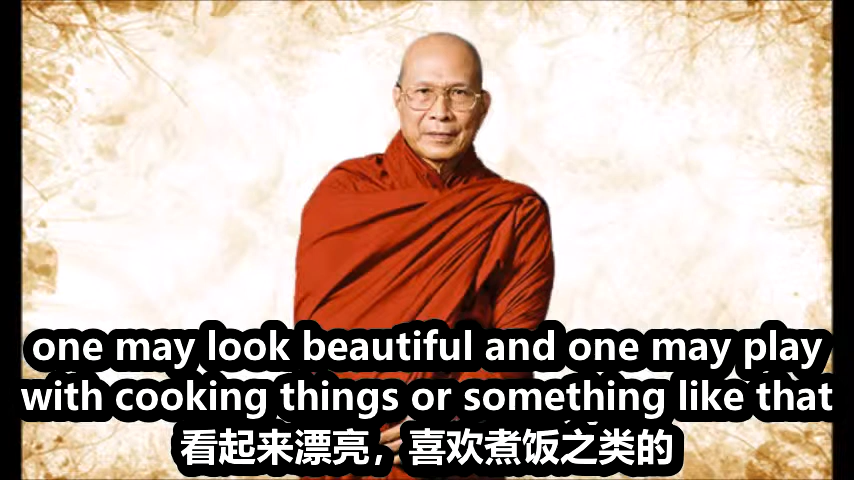 one may look beautiful and one may play
with cooking things or something like that
看起来漂亮，喜欢煮饭之类的